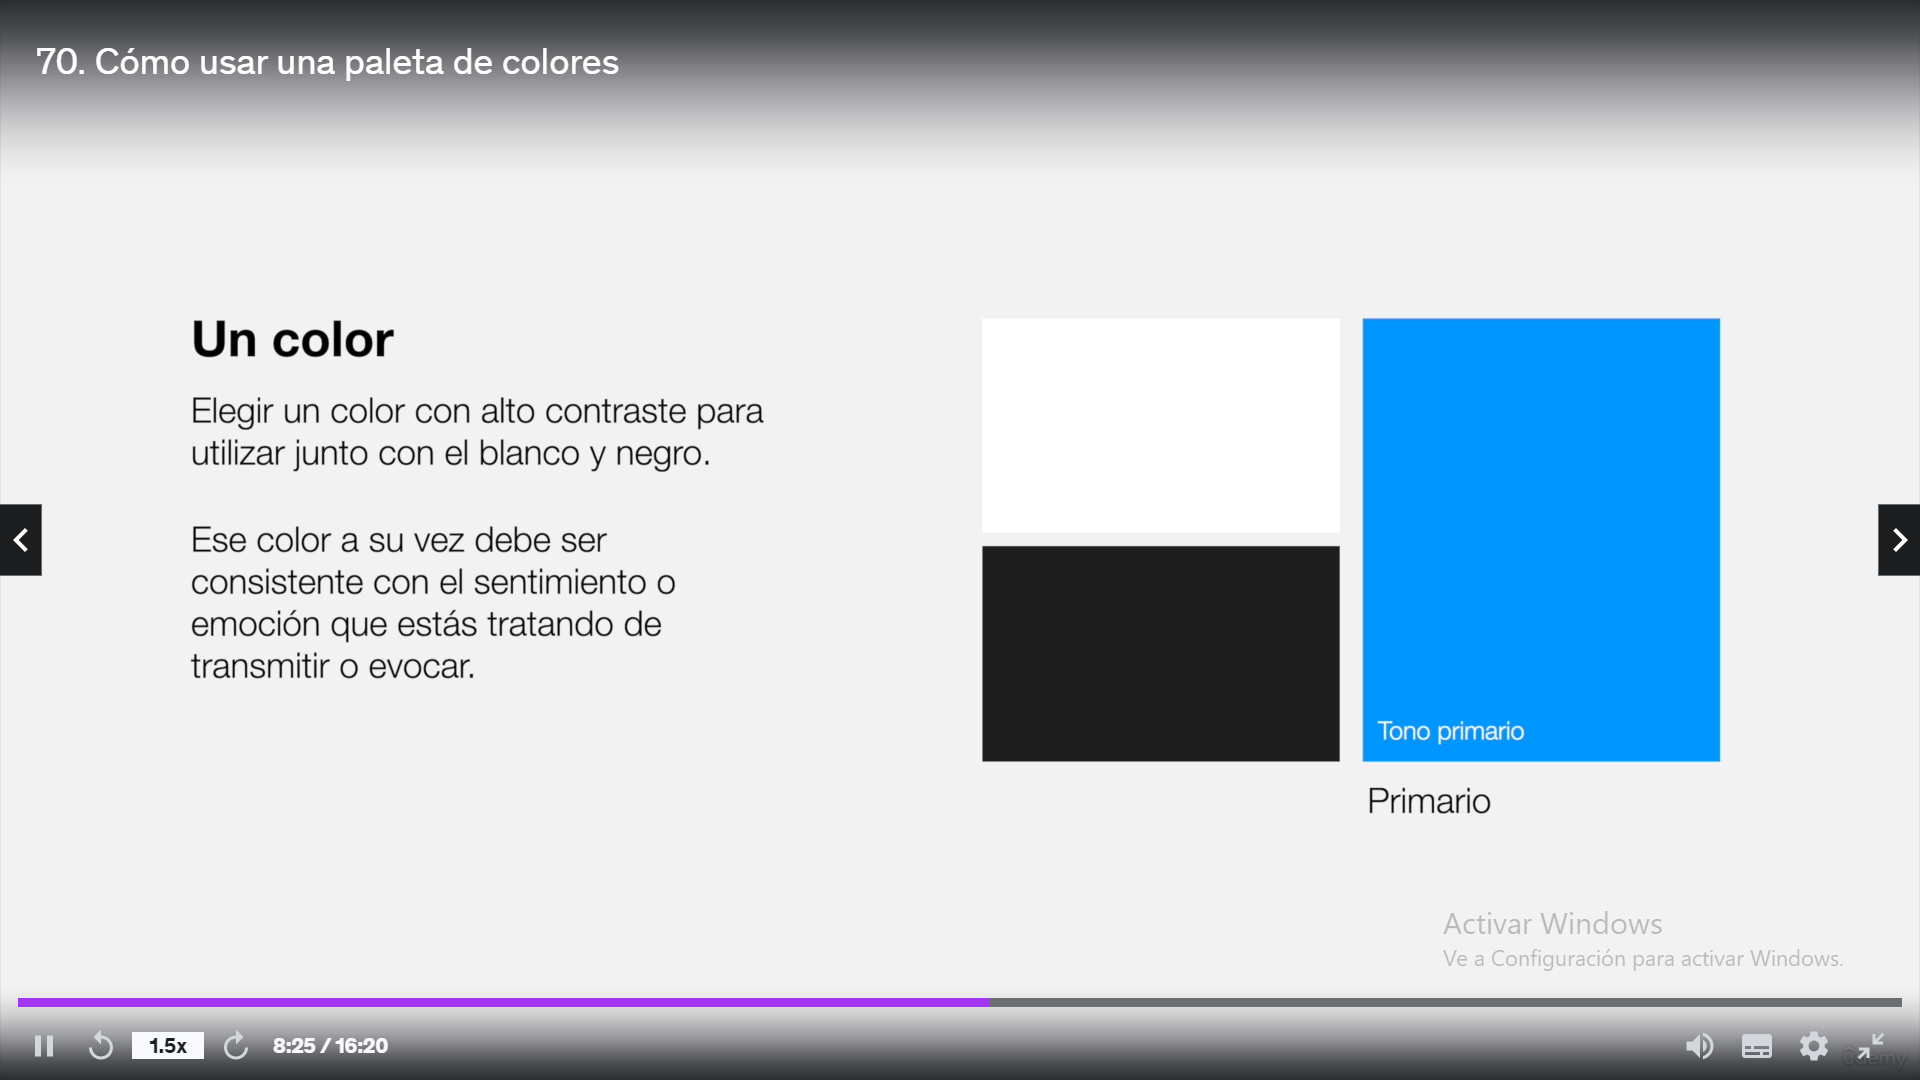 70. Cómo usar una paleta de colores
Un color
Elegir un color con alto contraste para
utilizar junto con el blanco y negro.
Ese color a su vez debe ser
consistente con el sentimiento o
emoción que estás tratando de
transmitir o evocar.
Tono primario
Primario
Activar Windows
Ve a Configuración para activar Windows.
1.5x
8:25 / 16:20
ûdemy